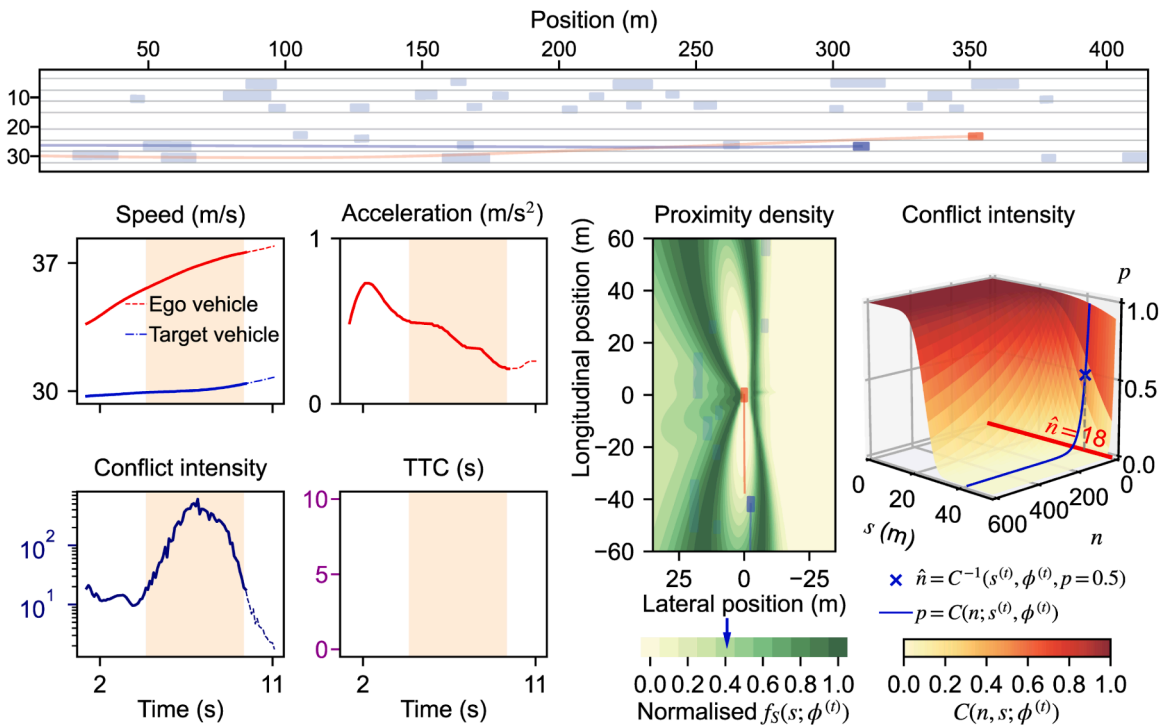 Position (m)
50 100 150 200 250 300 350 400
10
20
30
Speed (m/s)
37
30
Ego vehicle
Target vehicle
Acceleration (m/s²)
1
0
Conflict intensity
10²
10¹
2 11
Time (s)
TTC (s)
10
5
0
2 11
Time (s)
Proximity density
Longitudinal position (m)
60
40
20
0
−20
−40
−60
25 0 −25
Lateral position (m)
0.0 0.2 0.4 0.6 0.8 1.0
Normalised f_S(s; ϕ^(t))
Conflict intensity
p
1.0
0.5
0.0
n̂ = 18
0 20 40
s (m)
600 400 200 0
n
n̂ = C⁻¹(s^(t), ϕ^(t), p = 0.5)
p = C(n; s^(t), ϕ^(t))
0.0 0.2 0.4 0.6 0.8 1.0
C(n, s; ϕ^(t))